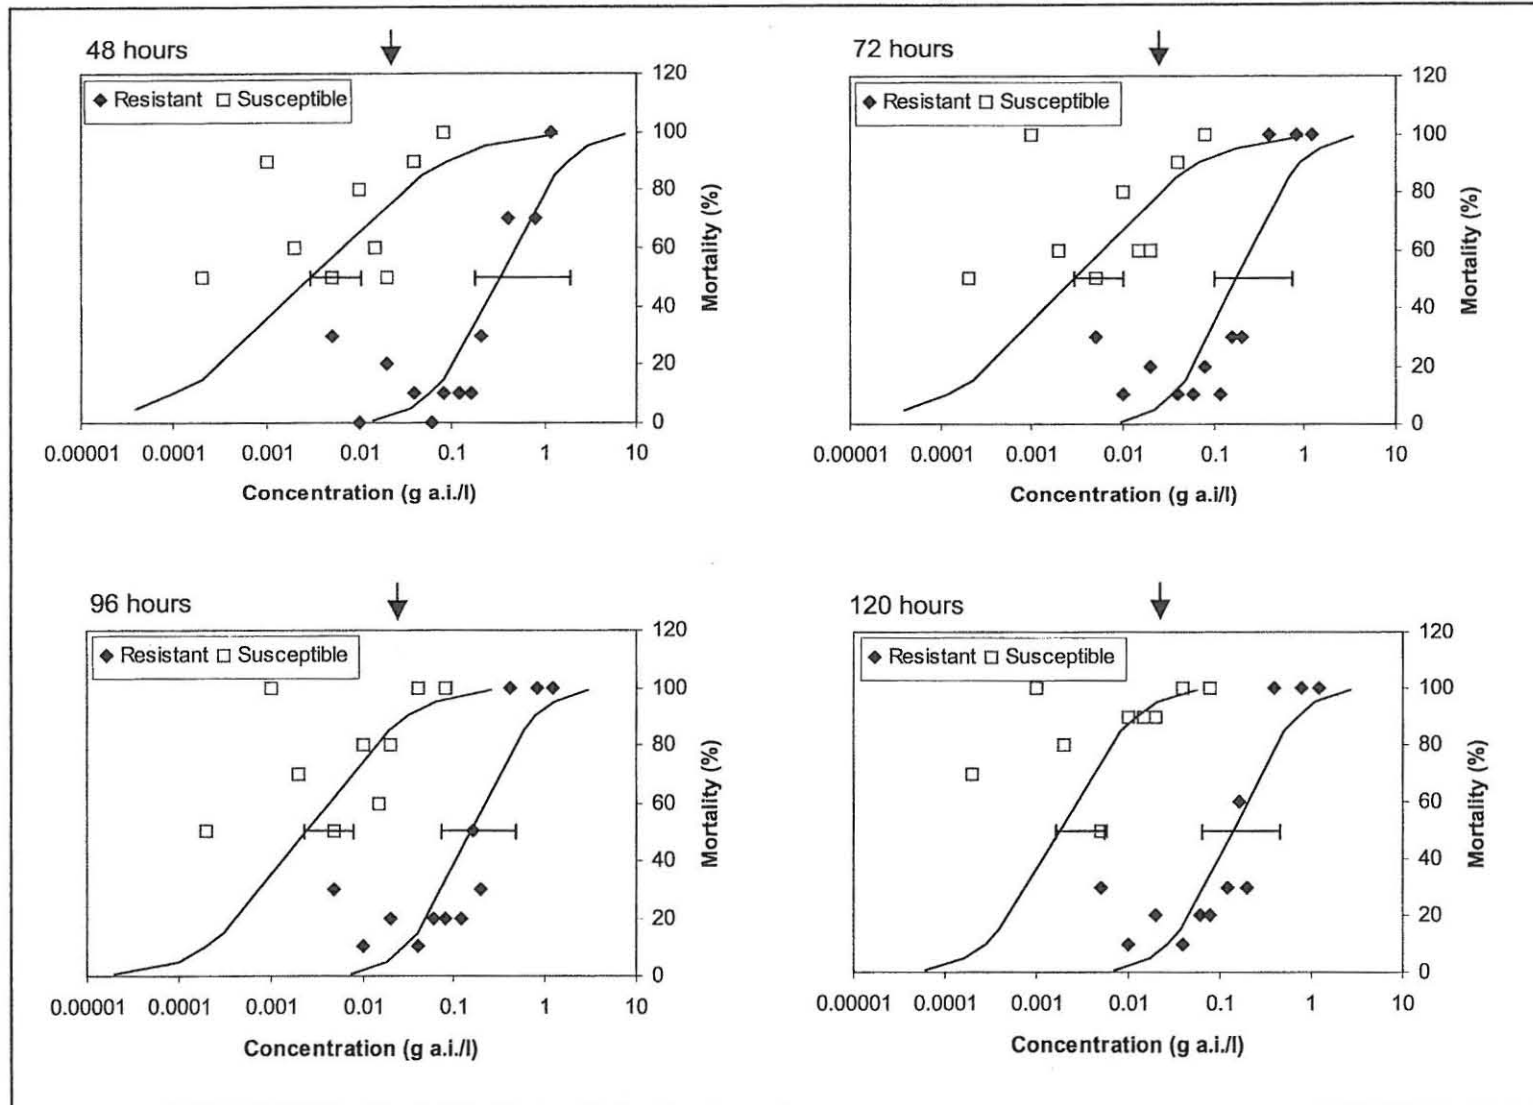 48 hours
Resistant Susceptible
120
100
80
60
40
20
0
Mortality (%)
0.00001 0.0001 0.001 0.01 0.1 1 10
Concentration (g a.i./l)
72 hours
Resistant Susceptible
120
100
80
60
40
20
0
Mortality (%)
0.00001 0.0001 0.001 0.01 0.1 1 10
Concentration (g a.i/l)
96 hours
Resistant Susceptible
120
100
80
60
40
20
0
Mortality (%)
0.00001 0.0001 0.001 0.01 0.1 1 10
Concentration (g a.i./l)
120 hours
Resistant Susceptible
120
100
80
60
40
20
0
Mortality (%)
0.00001 0.0001 0.001 0.01 0.1 1 10
Concentration (g a.i./l)